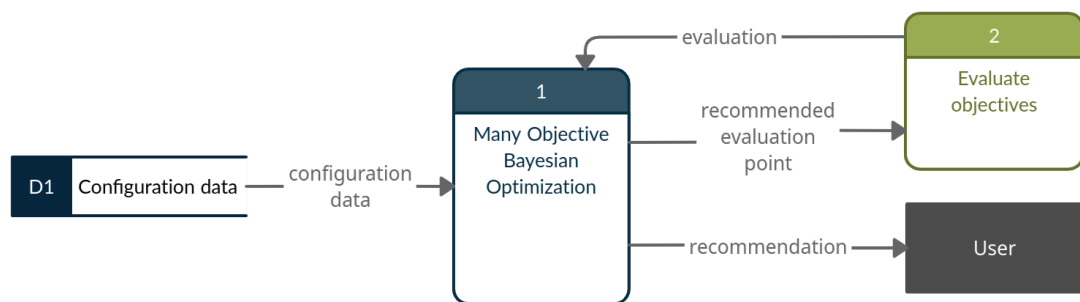 D1
Configuration data
configuration
data
1
Many Objective
Bayesian
Optimization
evaluation
recommended
evaluation
point
2
Evaluate
objectives
recommendation
User